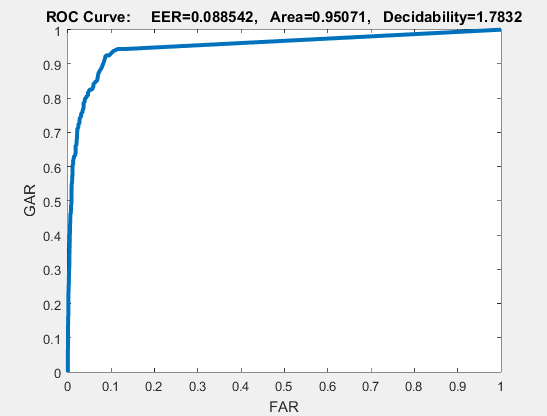 ROC Curve:    EER=0.088542,   Area=0.95071,   Decidability=1.7832
1
0.9
0.8
0.7
0.6
0.5
0.4
0.3
0.2
0.1
0
GAR
0 0.1 0.2 0.3 0.4 0.5 0.6 0.7 0.8 0.9 1
FAR